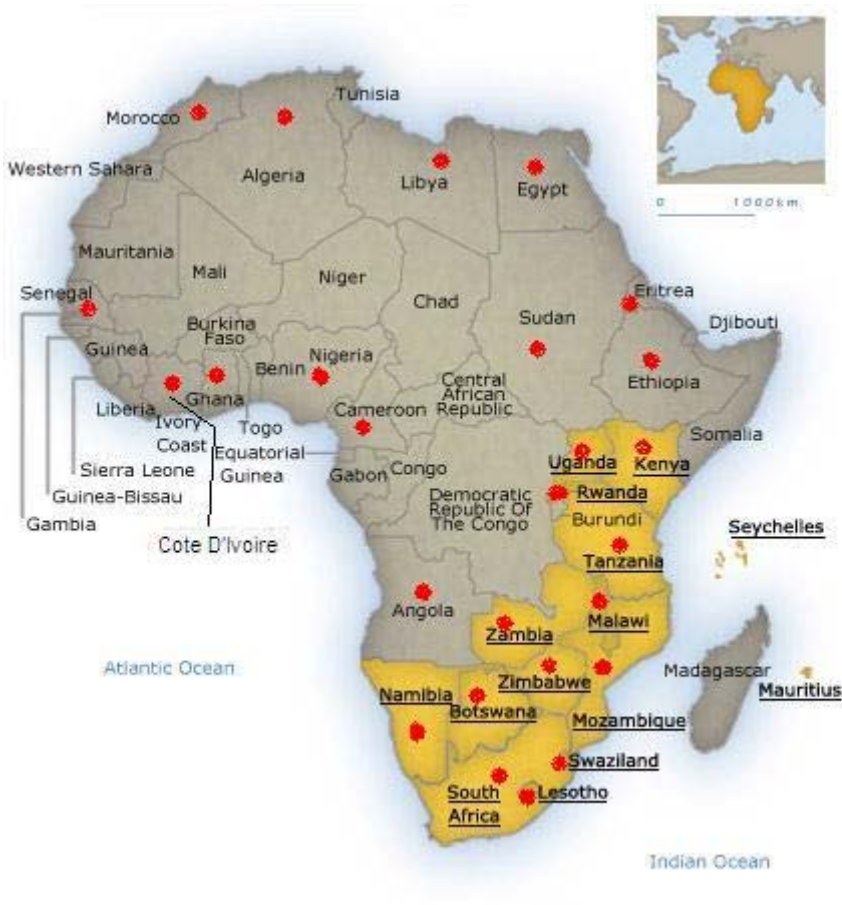 Tunisia
Morocco
Western Sahara
Algeria
Libya
Egypt
0 1000km
Mauritania
Mali
Niger
Chad
Sudan
Eritrea
Senegal
Djibouti
Burkina
Faso
Guinea
Benin
Nigeria
Ethiopia
Central
African
Republic
Liberia
Ivory
Coast
Ghana
Togo
Cameroon
Somalia
Equatorial
Guinea
Sierra Leone
Guinea-Bissau
Gambia
Gabon
Congo
Uganda
Kenya
Democratic
Republic Of
The Congo
Rwanda
Burundi
Seychelles
Cote D'Ivoire
Tanzania
Angola
Malawi
Zambia
Atlantic Ocean
Madagascar
Mauritius
Namibia
Zimbabwe
Botswana
Mozambique
Swaziland
South
Africa
Lesotho
Indian Ocean